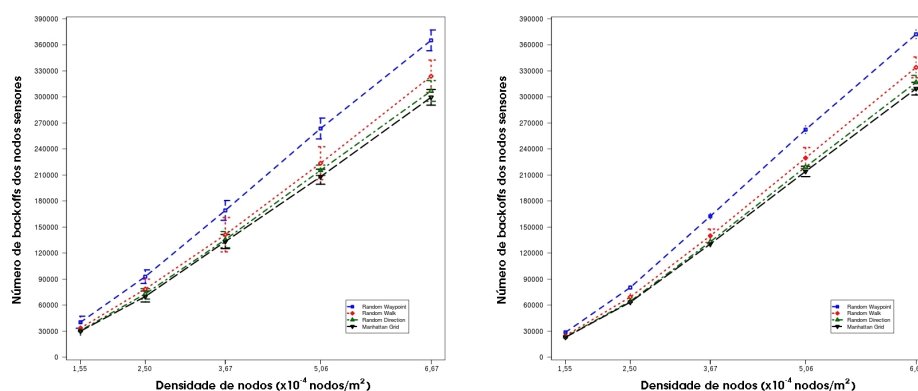 390000
360000
330000
300000
270000
240000
210000
180000
150000
120000
90000
60000
30000
0
Número de backoffs dos nodos sensores
Random Waypoint
Random Walk
Random Direction
Manhattan Grid
1,55 2,50 3,67 5,06 6,67
Densidade de nodos (x10⁻⁴ nodos/m²)
390000
360000
330000
300000
270000
240000
210000
180000
150000
120000
90000
60000
30000
0
Número de backoffs dos nodos sensores
Random Waypoint
Random Walk
Random Direction
Manhattan Grid
1,55 2,50 3,67 5,06 6,6
Densidade de nodos (x10⁻⁴ nodos/m²)